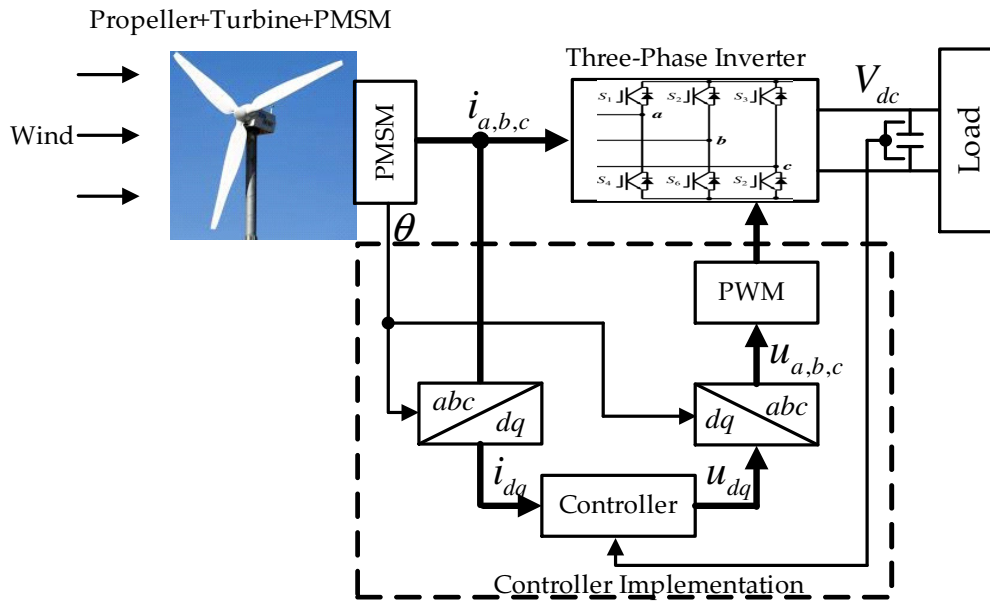 Propeller+Turbine+PMSM
Three-Phase Inverter
Wind
PMSM
i_{a,b,c}
S_1
S_2
S_3
a
b
c
S_4
S_6
S_2
V_{dc}
Load
θ
PWM
u_{a,b,c}
abc
dq
dq
abc
i_{dq}
Controller
u_{dq}
Controller Implementation